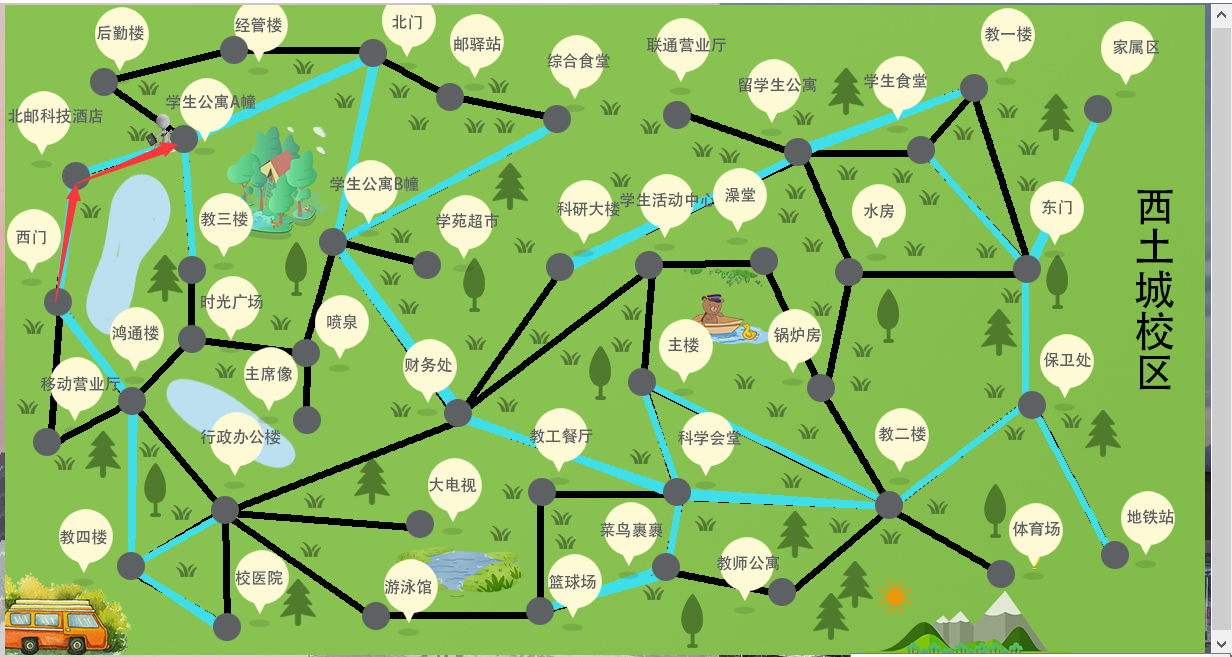 后勤楼
经管楼
北门
邮驿站
综合食堂
联通营业厅
留学生公寓
学生食堂
教一楼
家属区
北邮科技酒店
学生公寓A幢
学生公寓B幢
学苑超市
科研大楼
学生活动中心
澡堂
水房
东门
西土城校区
西门
教三楼
时光广场
鸿通楼
喷泉
主楼
锅炉房
保卫处
移动营业厅
主席像
财务处
行政办公楼
教工餐厅
科学会堂
教二楼
大电视
教四楼
菜鸟裹裹
体育场
地铁站
校医院
游泳馆
篮球场
教师公寓